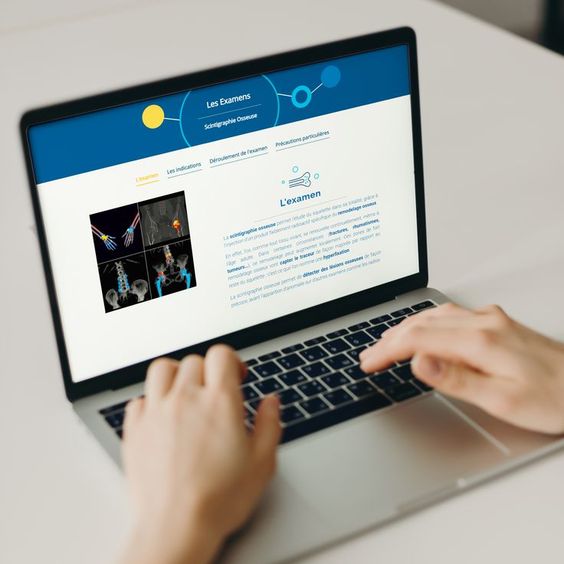 Les Examens
Scintigraphie Osseuse
L'examen
Les indications
Déroulement de l'examen
Précautions particulières
L'examen
La scintigraphie osseuse permet l'étude du squelette dans sa totalité, grâce à
l'injection d'un produit faiblement radioactif spécifique du remodelage osseux.
En effet, l'os, comme tout tissu vivant, se renouvelle continuellement, même à
l'âge adulte. Dans certaines circonstances (fractures, rhumatismes,
tumeurs...), ce remodelage peut augmenter localement. Ces zones de fort
remodelage osseux vont capter le traceur de façon majorée par rapport au
reste du squelette : c'est ce que l'on nomme une hyperfixation.
La scintigraphie osseuse permet de détecter des lésions osseuses de façon
précoce, avant l'apparition d'anomalie sur d'autres examens comme les radios